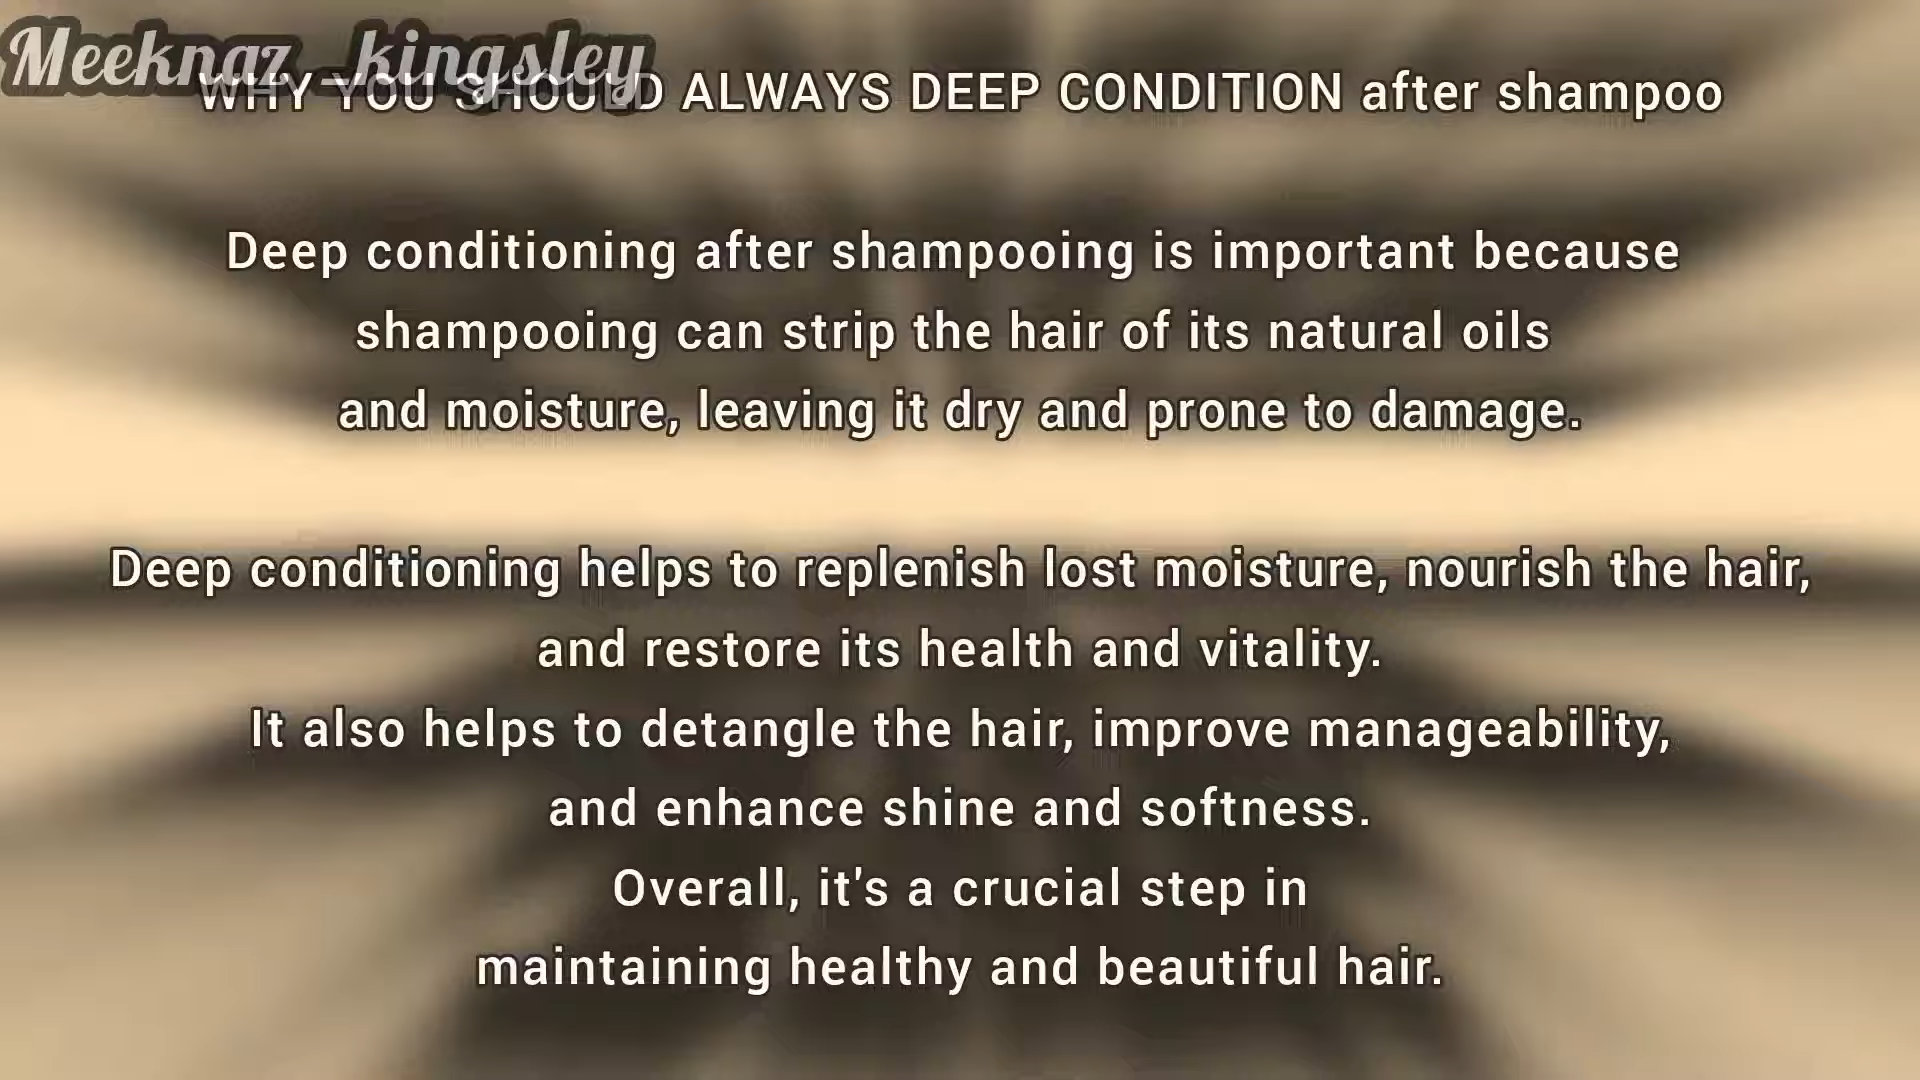 Meeknaz_kingsley
WHY YOU SHOULD ALWAYS DEEP CONDITION after shampoo
Deep conditioning after shampooing is important because
shampooing can strip the hair of its natural oils
and moisture, leaving it dry and prone to damage.
Deep conditioning helps to replenish lost moisture, nourish the hair,
and restore its health and vitality.
It also helps to detangle the hair, improve manageability,
and enhance shine and softness.
Overall, it's a crucial step in
maintaining healthy and beautiful hair.